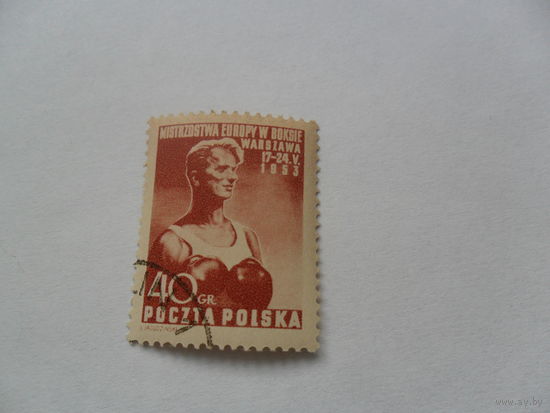 MISTRZOSTWA EUROPY W BOKSIE
WARSZAWA
17-24.V.
1953
40 GR.
POCZTA POLSKA
www.ay.by